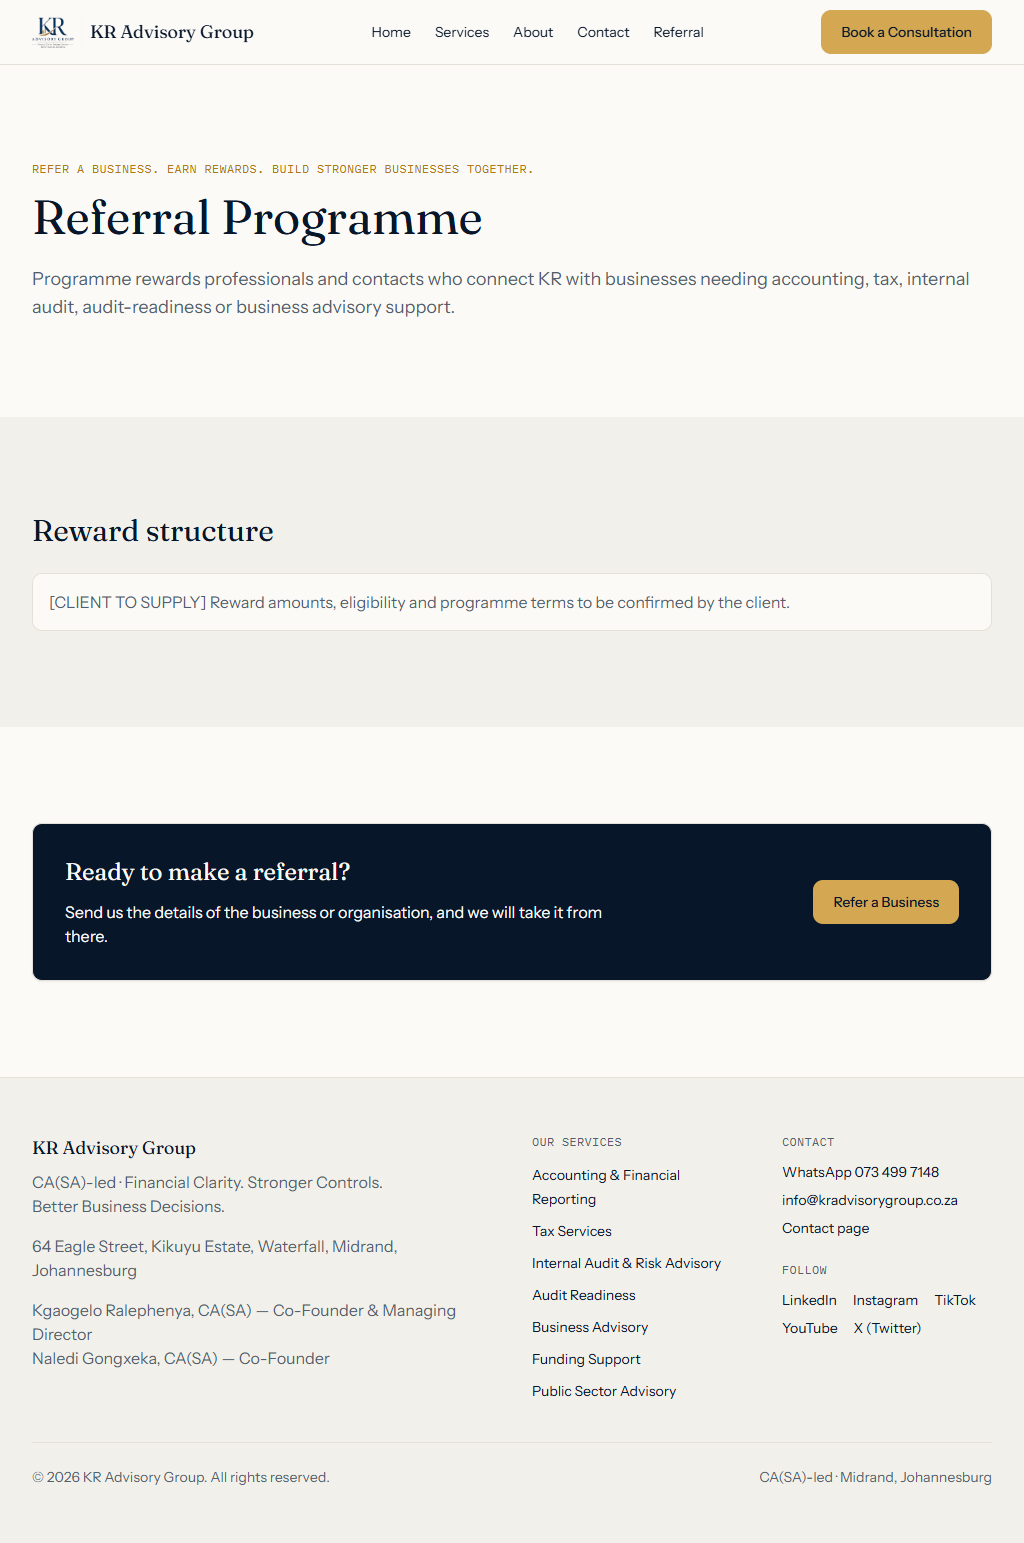 KR
ADVISORY GROUP
KR Advisory Group
Home
Services
About
Contact
Referral
Book a Consultation
REFER A BUSINESS. EARN REWARDS. BUILD STRONGER BUSINESSES TOGETHER.
Referral Programme
Programme rewards professionals and contacts who connect KR with businesses needing accounting, tax, internal
audit, audit-readiness or business advisory support.
Reward structure
[CLIENT TO SUPPLY] Reward amounts, eligibility and programme terms to be confirmed by the client.
Ready to make a referral?
Send us the details of the business or organisation, and we will take it from
there.
Refer a Business
KR Advisory Group
CA(SA)-led · Financial Clarity. Stronger Controls.
Better Business Decisions.
64 Eagle Street, Kikuyu Estate, Waterfall, Midrand,
Johannesburg
Kgaogelo Ralephenya, CA(SA) — Co-Founder & Managing
Director
Naledi Gongxeka, CA(SA) — Co-Founder
OUR SERVICES
Accounting & Financial
Reporting
Tax Services
Internal Audit & Risk Advisory
Audit Readiness
Business Advisory
Funding Support
Public Sector Advisory
CONTACT
WhatsApp 073 499 7148
info@kradvisorygroup.co.za
Contact page
FOLLOW
LinkedIn
Instagram
TikTok
YouTube
X (Twitter)
© 2026 KR Advisory Group. All rights reserved.
CA(SA)-led · Midrand, Johannesburg